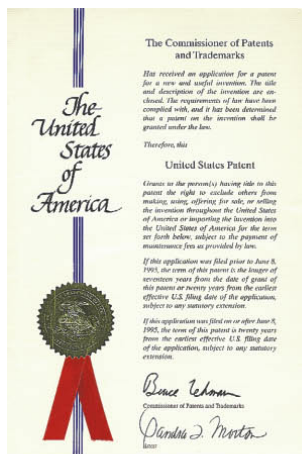 The
United
States
of
America
The Commissioner of Patents
and Trademarks
Has received an application for a patent
for a new and useful invention. The title
and description of the invention are en-
closed. The requirements of law have been
complied with, and it has been determined
that a patent on the invention shall be
granted under the law.
Therefore, this
United States Patent
Grants to the person(s) having title to this
patent the right to exclude others from
making, using, offering for sale, or selling
the invention throughout the United States
of America or importing the invention into
the United States of America for the term
set forth below, subject to the payment of
maintenance fees as provided by law.
If this application was filed prior to June 8,
1995, the term of this patent is the longer of
seventeen years from the date of grant of
this patent or twenty years from the earliest
effective U.S. filing date of the application,
subject to any statutory extension.
If this application was filed on or after June 8,
1995, the term of this patent is twenty years
from the earliest effective U.S. filing date
of the application, subject to any statutory
extension.
Bruce Lehman
Commissioner of Patents and Trademarks
Sandra L. Morton
Attest